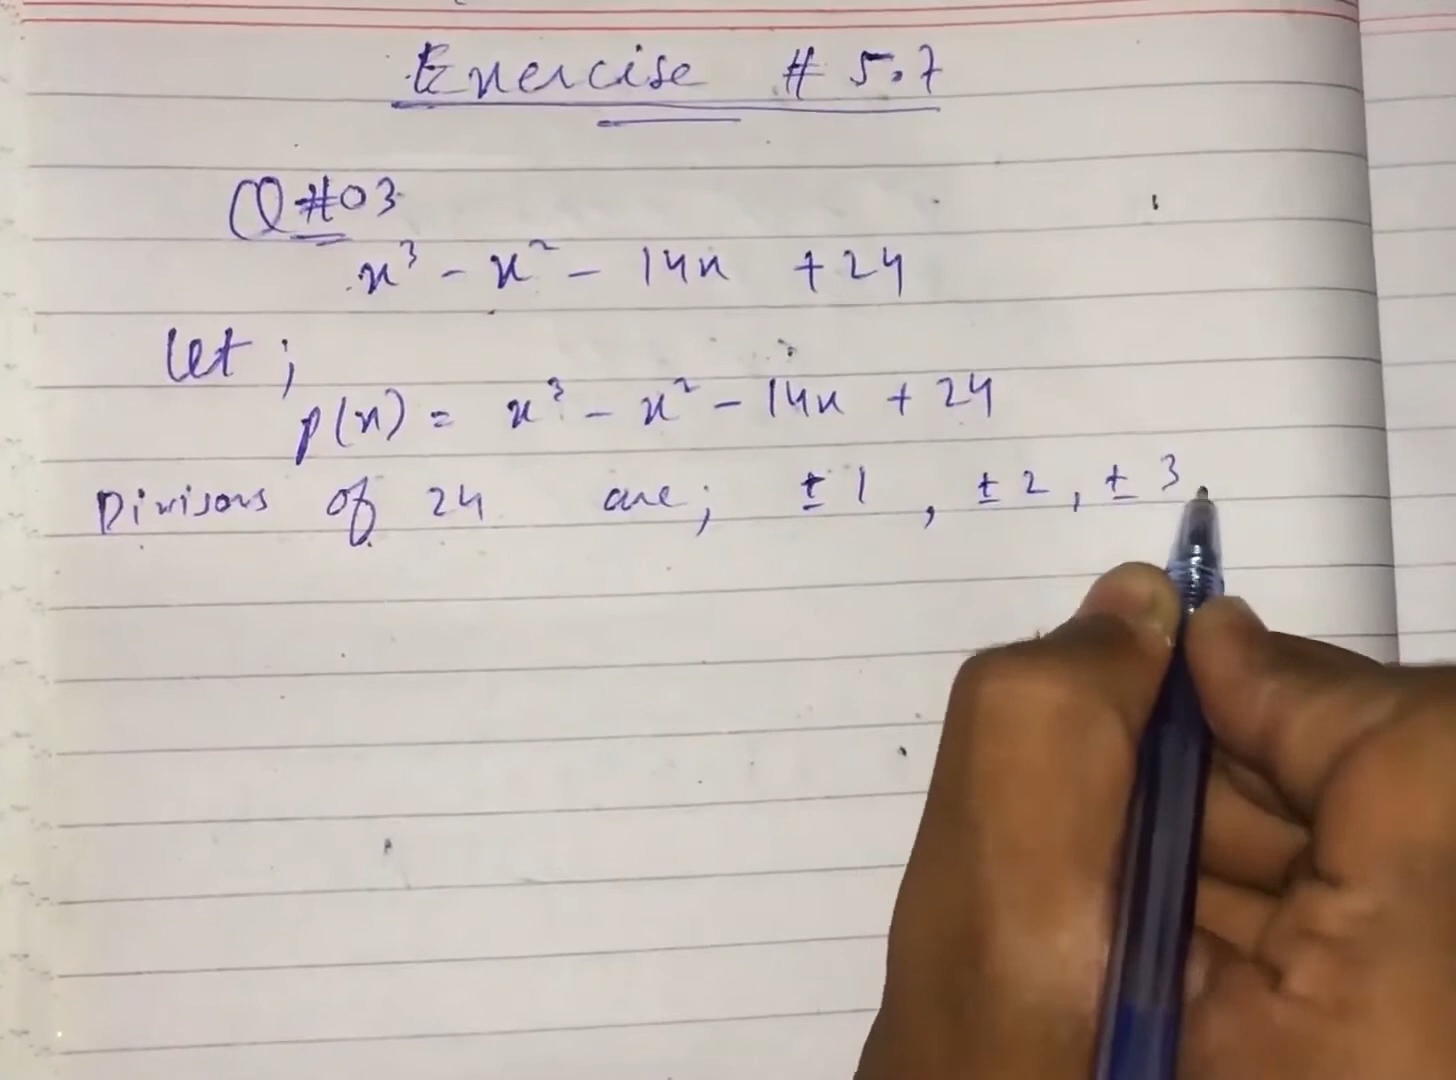 Exercise # 5.7
Q#03
x³ - x² - 14x + 24
let ;
p(x) = x³ - x² - 14x + 24
Divisors of 24 are; ± 1 , ± 2 , ± 3